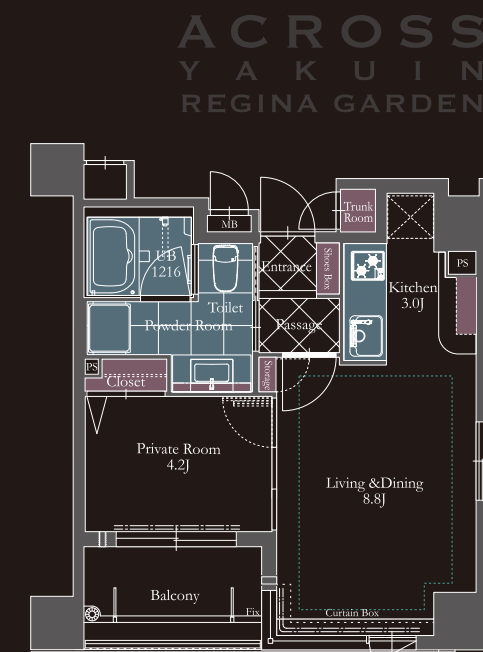 ACROSS
YAKUIN
REGINA GARDEN
MB
Trunk
Room
UB
1216
Toilet
Entrance
Shoes Box
Kitchen
3.0J
PS
Powder Room
Passage
PS
Closet
Storage
Private Room
4.2J
Living &Dining
8.8J
Balcony
Fix
Curtain Box